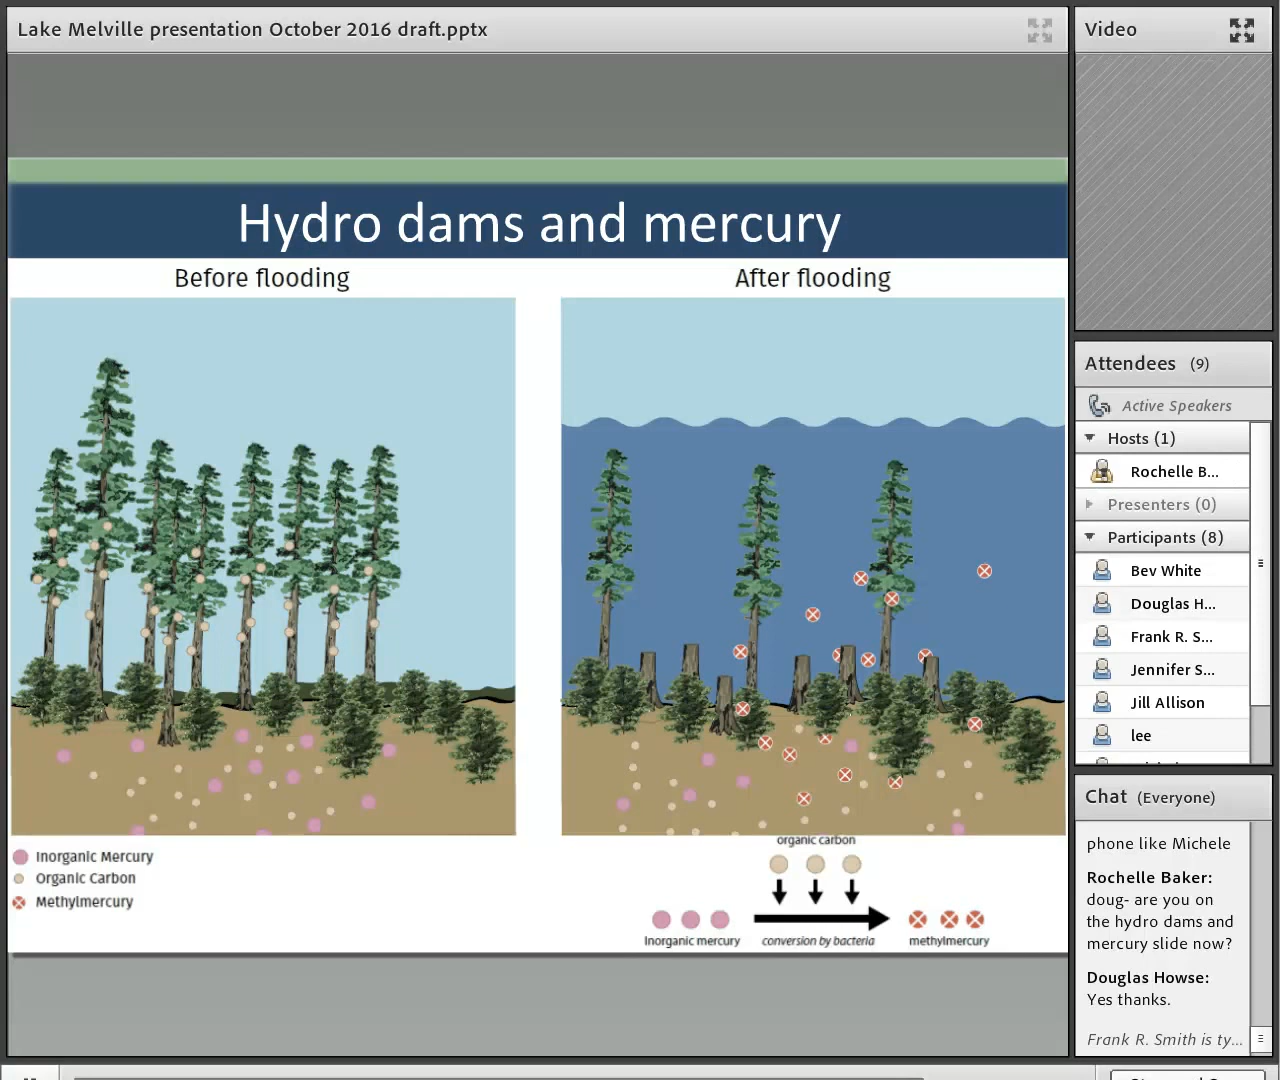 Lake Melville presentation October 2016 draft.pptx
Hydro dams and mercury
Before flooding
After flooding
Inorganic Mercury
Organic Carbon
Methylmercury
organic carbon
Inorganic mercury
conversion by bacteria
methylmercury
Video
Attendees (9)
Active Speakers
Hosts (1)
Rochelle B...
Presenters (0)
Participants (8)
Bev White
Douglas H...
Frank R. S...
Jennifer S...
Jill Allison
lee
Chat (Everyone)
phone like Michele
Rochelle Baker:
doug- are you on
the hydro dams and
mercury slide now?
Douglas Howse:
Yes thanks.
Frank R. Smith is ty...